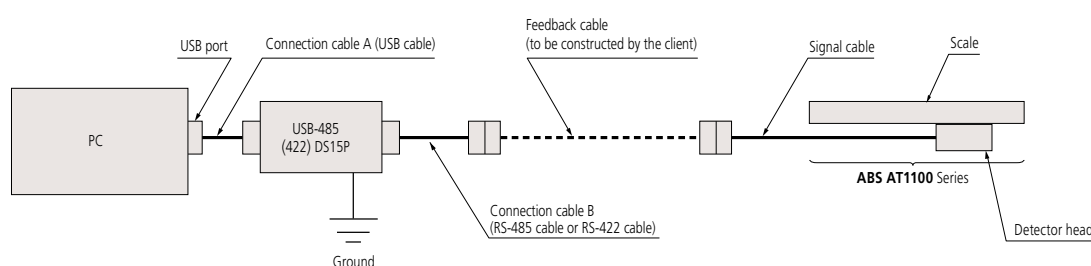 Feedback cable
(to be constructed by the client)
USB port
Connection cable A (USB cable)
Signal cable
Scale
PC
USB-485
(422) DS15P
ABS AT1100 Series
Connection cable B
(RS-485 cable or RS-422 cable)
Detector head
Ground